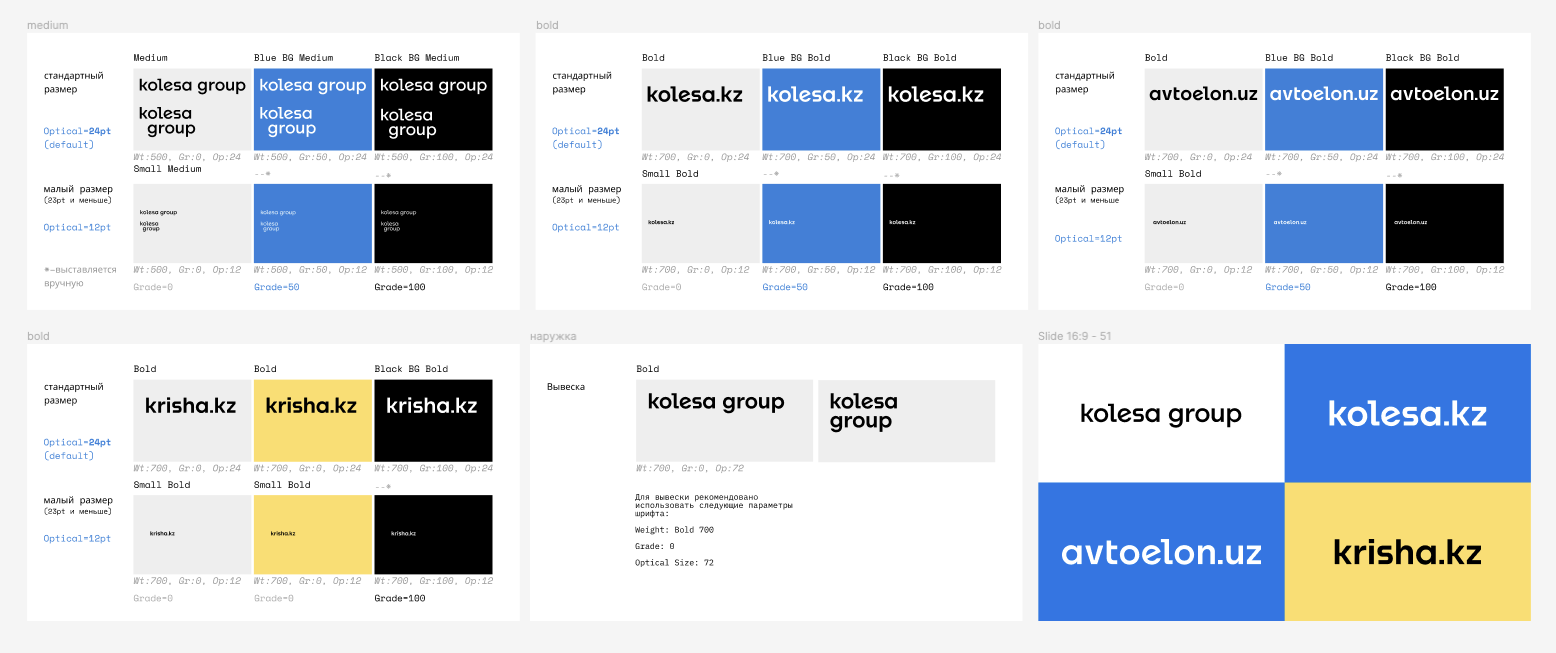 medium
Medium
Blue BG Medium
Black BG Medium
стандартный
размер
kolesa group
kolesa group
kolesa group
kolesa
group
kolesa
group
kolesa
group
Optical=24pt
(default)
Wt:500, Gr:0, Op:24
Wt:500, Gr:50, Op:24
Wt:500, Gr:100, Op:24
Small Medium
--*
--*
малый размер
(23pt и меньше)
kolesa group
kolesa group
kolesa group
kolesa
group
kolesa
group
kolesa
group
Optical=12pt
*-выставляется
вручную
Wt:500, Gr:0, Op:12
Wt:500, Gr:50, Op:12
Wt:500, Gr:100, Op:12
Grade=0
Grade=50
Grade=100
bold
Bold
Blue BG Bold
Black BG Bold
стандартный
размер
kolesa.kz
kolesa.kz
kolesa.kz
Optical=24pt
(default)
Wt:700, Gr:0, Op:24
Wt:700, Gr:50, Op:24
Wt:700, Gr:100, Op:24
Small Bold
--*
--*
малый размер
(23pt и меньше)
kolesa.kz
kolesa.kz
kolesa.kz
Optical=12pt
Wt:700, Gr:0, Op:12
Wt:700, Gr:50, Op:12
Wt:700, Gr:100, Op:12
Grade=0
Grade=50
Grade=100
bold
Bold
Blue BG Bold
Black BG Bold
стандартный
размер
avtoelon.uz
avtoelon.uz
avtoelon.uz
Optical=24pt
(default)
Wt:700, Gr:0, Op:24
Wt:700, Gr:50, Op:24
Wt:700, Gr:100, Op:24
Small Bold
--*
--*
малый размер
(23pt и меньше
avtoelon.uz
avtoelon.uz
avtoelon.uz
Optical=12pt
Wt:700, Gr:0, Op:12
Wt:700, Gr:50, Op:12
Wt:700, Gr:100, Op:12
Grade=0
Grade=50
Grade=100
bold
Bold
Bold
Black BG Bold
стандартный
размер
krisha.kz
krisha.kz
krisha.kz
Optical=24pt
(default)
Wt:700, Gr:0, Op:24
Wt:700, Gr:0, Op:24
Wt:700, Gr:100, Op:24
Small Bold
Small Bold
--*
малый размер
(23pt и меньше)
krisha.kz
krisha.kz
krisha.kz
Optical=12pt
Wt:700, Gr:0, Op:12
Wt:700, Gr:0, Op:12
Wt:700, Gr:100, Op:12
Grade=0
Grade=0
Grade=100
наружка
Bold
Вывеска
kolesa group
kolesa
group
Wt:700, Gr:0, Op:72
Для вывески рекомендовано
использовать следующие параметры
шрифта:
Weight: Bold 700
Grade: 0
Optical Size: 72
Slide 16:9 - 51
kolesa group
kolesa.kz
avtoelon.uz
krisha.kz